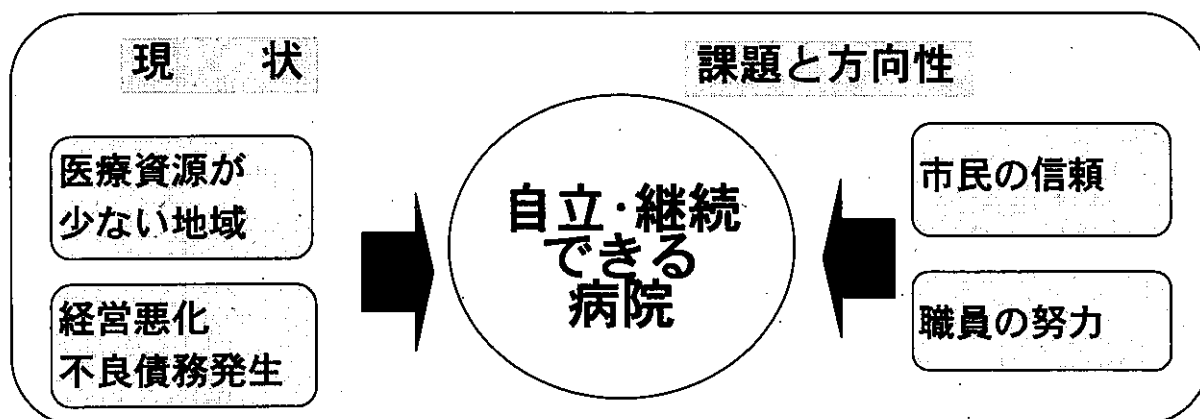 現　状
課題と方向性
医療資源が
少ない地域
経営悪化
不良債務発生
自立・継続
できる
病院
市民の信頼
職員の努力